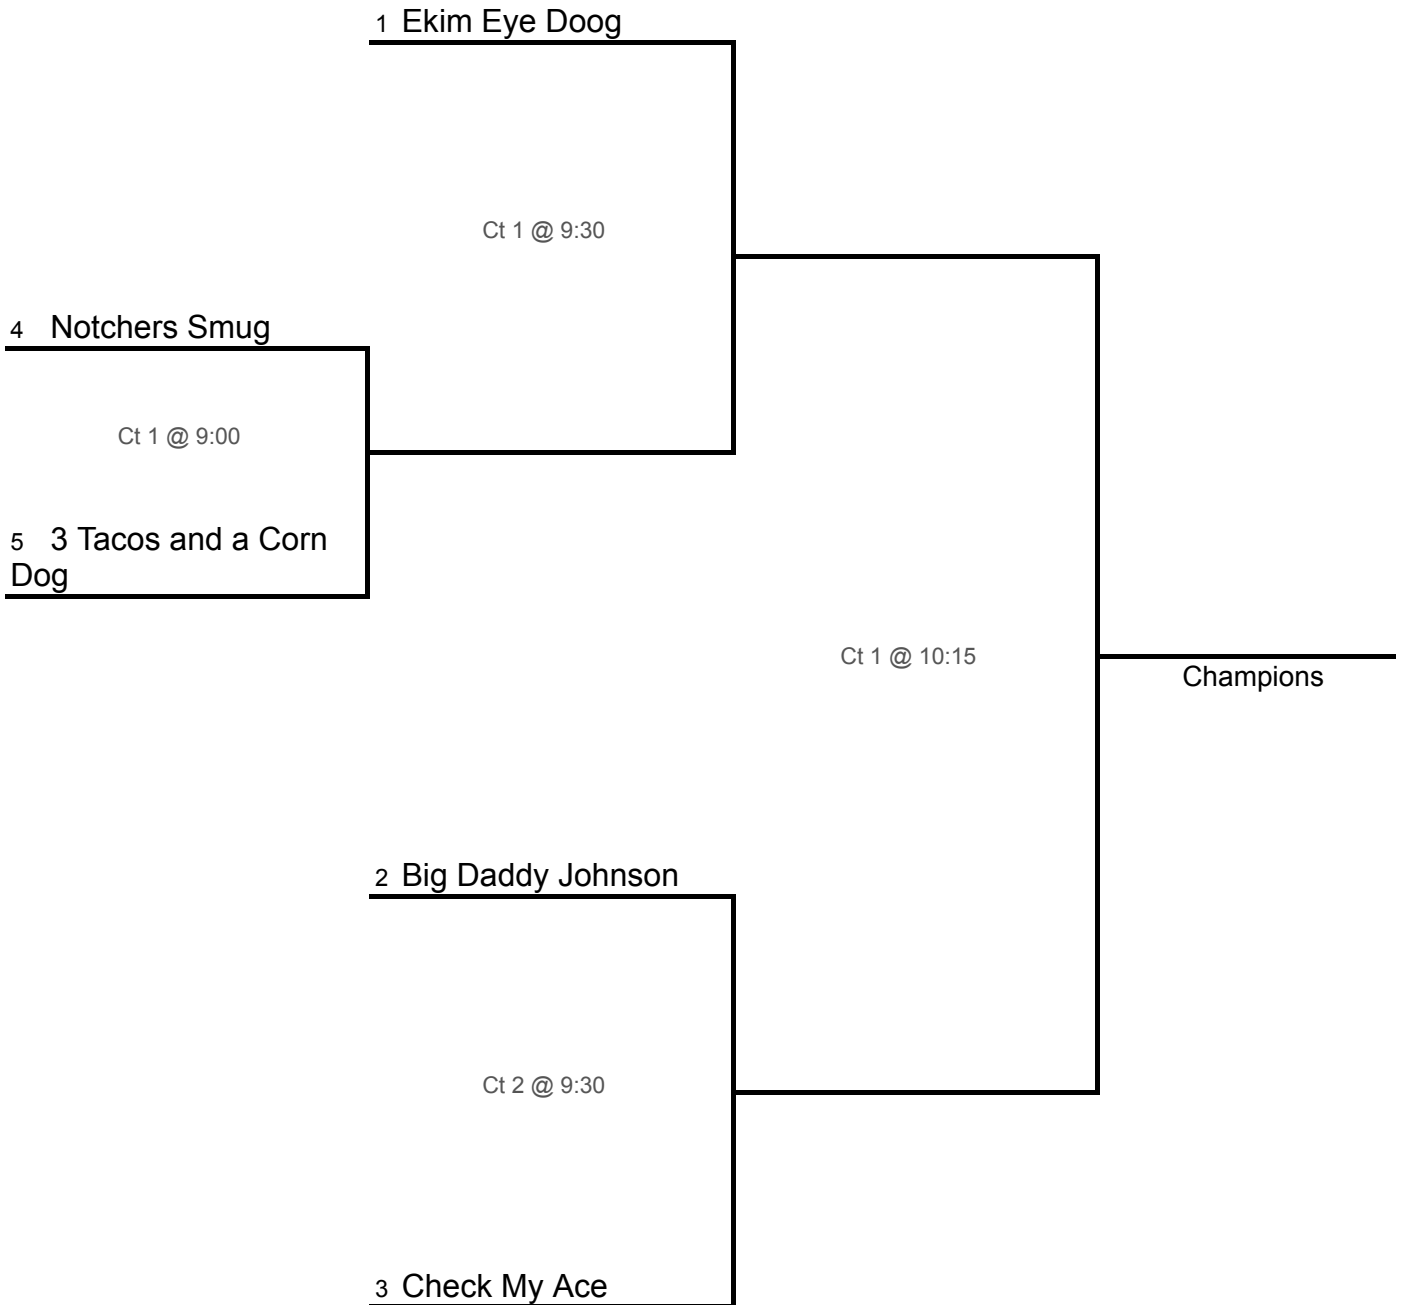 1 Ekim Eye Doog
Ct 1 @ 9:30
4 Notchers Smug
Ct 1 @ 9:00
5 3 Tacos and a Corn
Dog
Ct 1 @ 10:15
Champions
2 Big Daddy Johnson
Ct 2 @ 9:30
3 Check My Ace